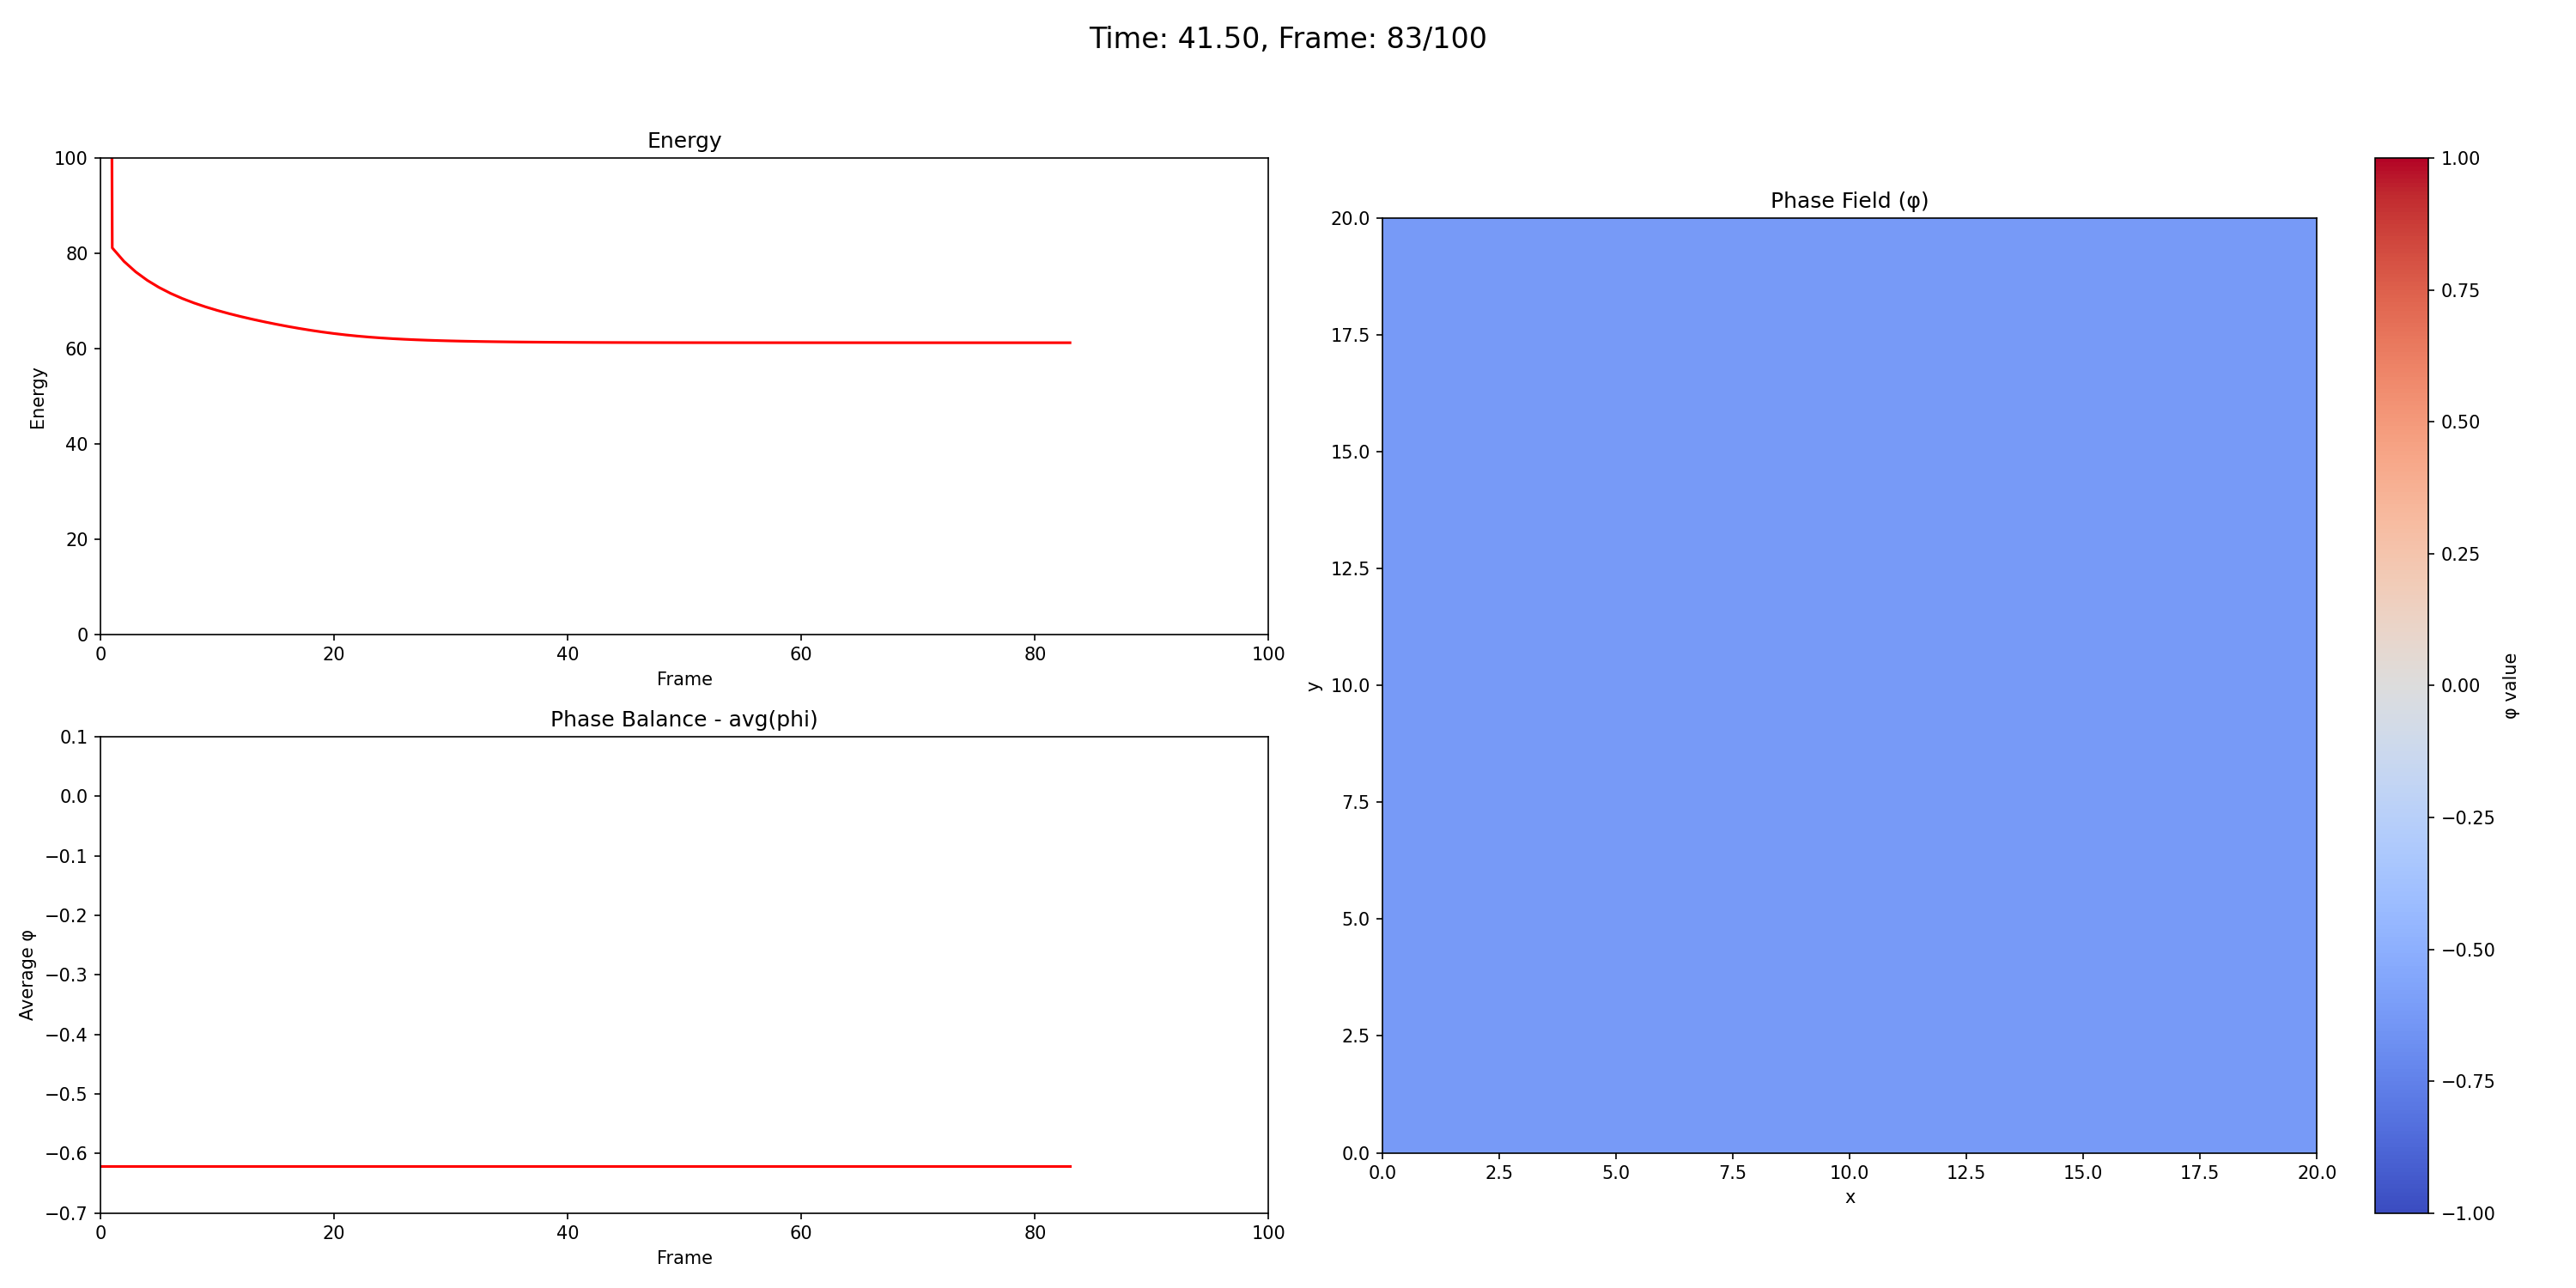 Time: 41.50, Frame: 83/100
Energy
100
80
60
40
20
0
Energy
0 20 40 60 80 100
Frame
Phase Balance - avg(phi)
0.1
0.0
−0.1
−0.2
−0.3
−0.4
−0.5
−0.6
−0.7
Average φ
0 20 40 60 80 100
Frame
Phase Field (φ)
20.0
17.5
15.0
12.5
10.0
7.5
5.0
2.5
0.0
y
0.0 2.5 5.0 7.5 10.0 12.5 15.0 17.5 20.0
x
1.00
0.75
0.50
0.25
0.00
−0.25
−0.50
−0.75
−1.00
φ value